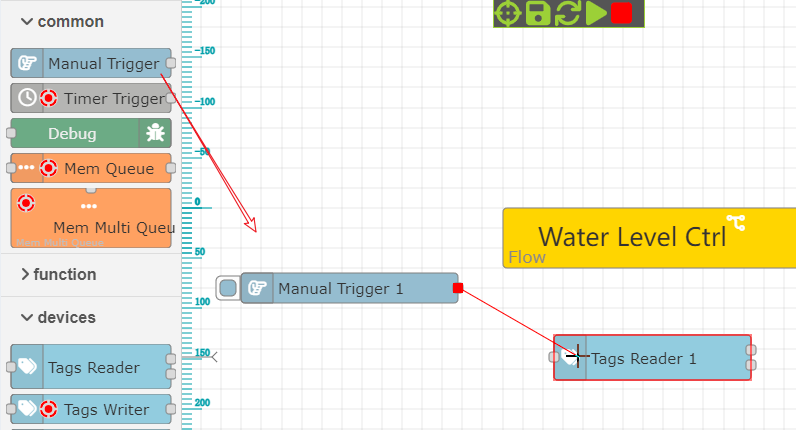 common
Manual Trigger
Timer Trigger
Debug
Mem Queue
Mem Multi Queu
Mem Multi Queue
function
devices
Tags Reader
Tags Writer
-200
-150
-100
-50
0
50
100
150
200
Water Level Ctrl
Flow
Manual Trigger 1
Tags Reader 1